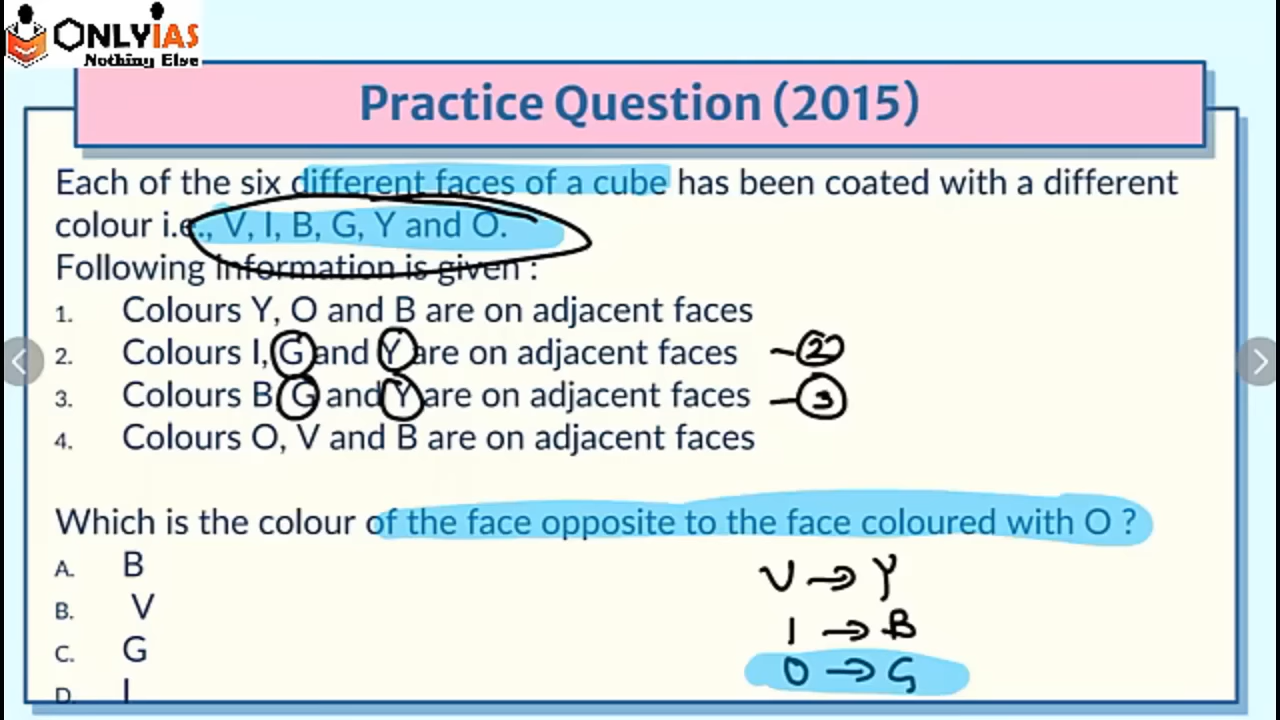 ONLYIAS
Nothing Else
Practice Question (2015)
Each of the six different faces of a cube has been coated with a different
colour i.e., V, I, B, G, Y and O.
Following information is given :
1. Colours Y, O and B are on adjacent faces
2. Colours I, G and Y are on adjacent faces - 2
3. Colours B, G and Y are on adjacent faces - 3
4. Colours O, V and B are on adjacent faces
Which is the colour of the face opposite to the face coloured with O ?
A. B
B. V
C. G
D. I
V → Y
I → B
O → G